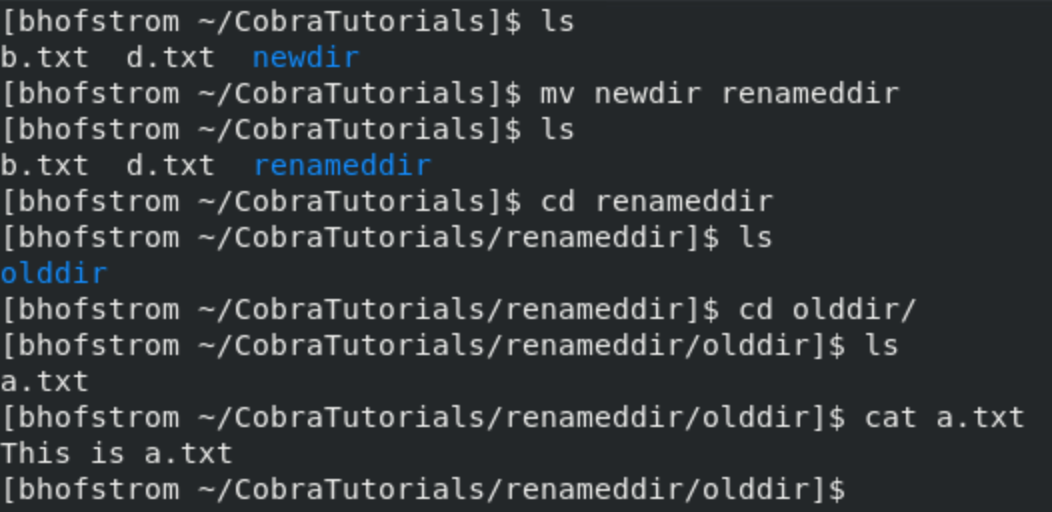 [bhofstrom ~/CobraTutorials]$ ls
b.txt  d.txt  newdir
[bhofstrom ~/CobraTutorials]$ mv newdir renameddir
[bhofstrom ~/CobraTutorials]$ ls
b.txt  d.txt  renameddir
[bhofstrom ~/CobraTutorials]$ cd renameddir
[bhofstrom ~/CobraTutorials/renameddir]$ ls
olddir
[bhofstrom ~/CobraTutorials/renameddir]$ cd olddir/
[bhofstrom ~/CobraTutorials/renameddir/olddir]$ ls
a.txt
[bhofstrom ~/CobraTutorials/renameddir/olddir]$ cat a.txt
This is a.txt
[bhofstrom ~/CobraTutorials/renameddir/olddir]$